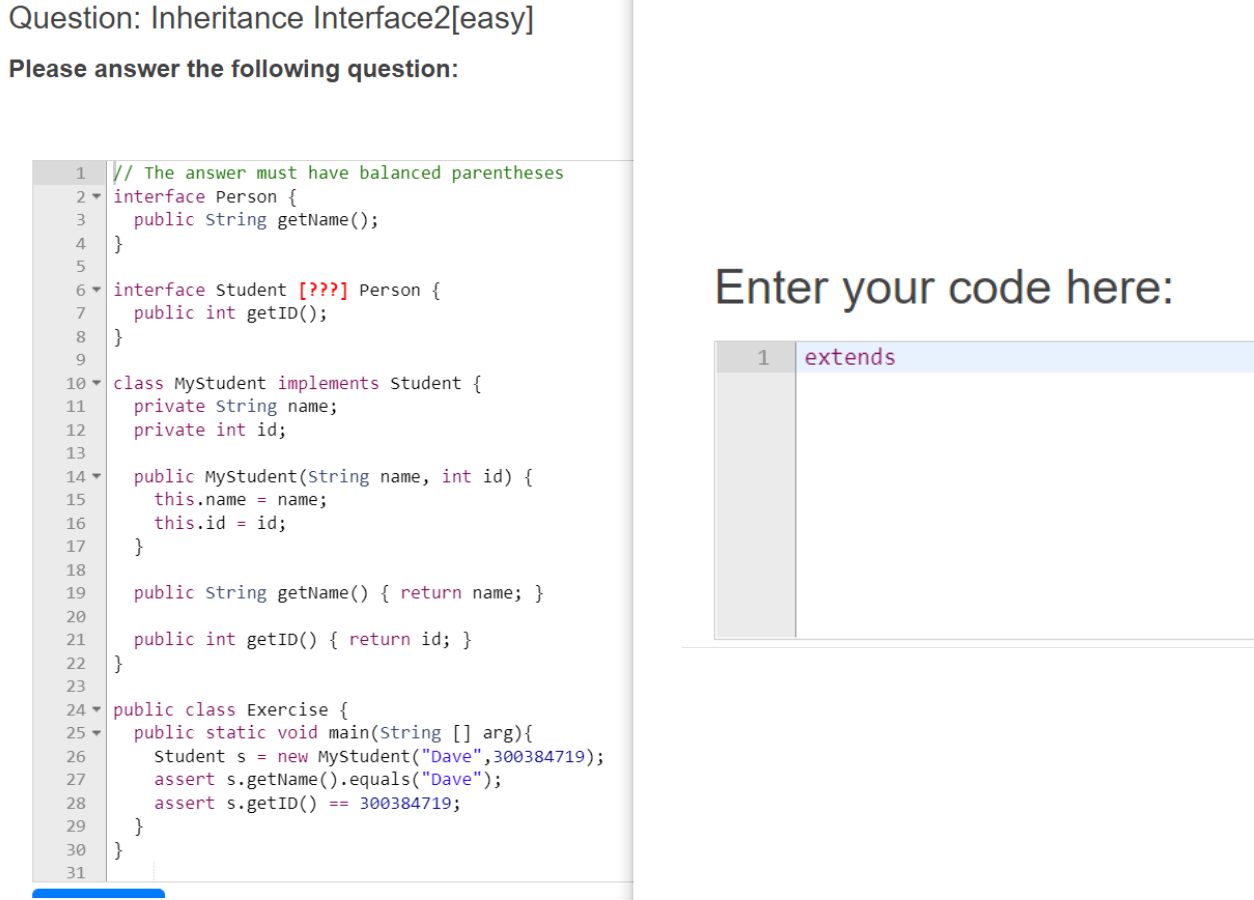 Question: Inheritance Interface2[easy]
Please answer the following question:
1 // The answer must have balanced parentheses
2 interface Person {
3   public String getName();
4 }
5
6 interface Student [???] Person {
7   public int getID();
8 }
9
10 class MyStudent implements Student {
11   private String name;
12   private int id;
13
14   public MyStudent(String name, int id) {
15     this.name = name;
16     this.id = id;
17   }
18
19   public String getName() { return name; }
20
21   public int getID() { return id; }
22 }
23
24 public class Exercise {
25   public static void main(String [] arg){
26     Student s = new MyStudent("Dave",300384719);
27     assert s.getName().equals("Dave");
28     assert s.getID() == 300384719;
29   }
30 }
31
Enter your code here:
1 extends